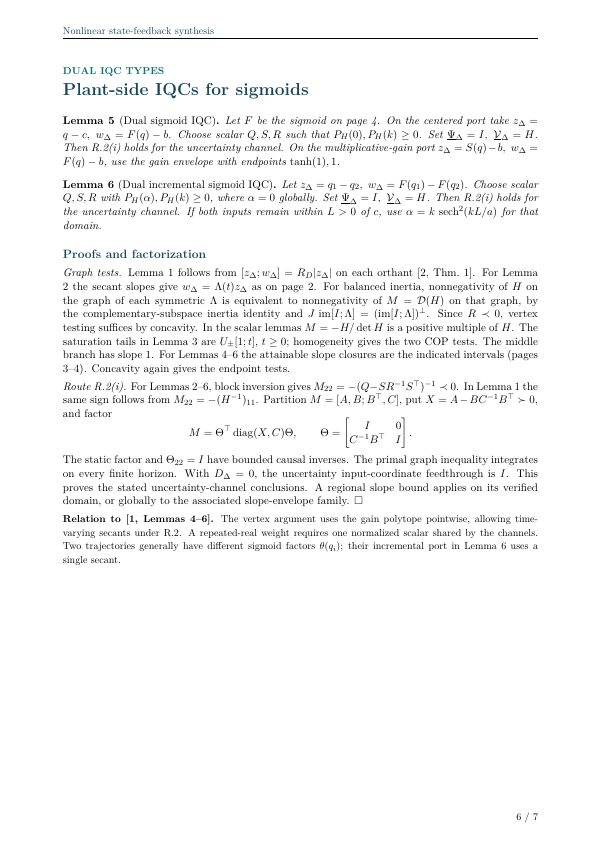 Nonlinear state-feedback synthesis
DUAL IQC TYPES
Plant-side IQCs for sigmoids
Lemma 5 (Dual sigmoid IQC). Let F be the sigmoid on page 4. On the centered port take z_Δ =
q − c, w_Δ = F(q) − b. Choose scalar Q, S, R such that P_H(0), P_H(k) ≥ 0. Set Ψ̲_Δ = I, V̲_Δ = H.
Then R.2(i) holds for the uncertainty channel. On the multiplicative-gain port z_Δ = S(q) − b, w_Δ =
F(q) − b, use the gain envelope with endpoints tanh(1), 1.
Lemma 6 (Dual incremental sigmoid IQC). Let z_Δ = q₁ − q₂, w_Δ = F(q₁) − F(q₂). Choose scalar
Q, S, R with P_H(α), P_H(k) ≥ 0, where α = 0 globally. Set Ψ̲_Δ = I, V̲_Δ = H. Then R.2(i) holds for
the uncertainty channel. If both inputs remain within L > 0 of c, use α = k sech²(kL/a) for that
domain.
Proofs and factorization
Graph tests. Lemma 1 follows from [z_Δ; w_Δ] = R_D|z_Δ| on each orthant [2, Thm. 1]. For Lemma
2 the secant slopes give w_Δ = Λ(t)z_Δ as on page 2. For balanced inertia, nonnegativity of H on
the graph of each symmetric Λ is equivalent to nonnegativity of M = 𝒟(H) on that graph, by
the complementary-subspace inertia identity and J im[I; Λ] = (im[I; Λ])^⊥. Since R ≺ 0, vertex
testing suffices by concavity. In the scalar lemmas M = −H/ det H is a positive multiple of H. The
saturation tails in Lemma 3 are U_±[1; t], t ≥ 0; homogeneity gives the two COP tests. The middle
branch has slope 1. For Lemmas 4–6 the attainable slope closures are the indicated intervals (pages
3–4). Concavity again gives the endpoint tests.
Route R.2(i). For Lemmas 2–6, block inversion gives M₂₂ = −(Q−SR⁻¹S^⊤)⁻¹ ≺ 0. In Lemma 1 the
same sign follows from M₂₂ = −(H⁻¹)₁₁. Partition M = [A, B; B^⊤, C], put X = A−BC⁻¹B^⊤ ≻ 0,
and factor
M = Θ^⊤ diag(X, C)Θ, Θ = [I 0; C⁻¹B^⊤ I].
The static factor and Θ₂₂ = I have bounded causal inverses. The primal graph inequality integrates
on every finite horizon. With D_Δ = 0, the uncertainty input-coordinate feedthrough is I. This
proves the stated uncertainty-channel conclusions. A regional slope bound applies on its verified
domain, or globally to the associated slope-envelope family. □
Relation to [1, Lemmas 4–6]. The vertex argument uses the gain polytope pointwise, allowing time-
varying secants under R.2. A repeated-real weight requires one normalized scalar shared by the channels.
Two trajectories generally have different sigmoid factors θ(q_i); their incremental port in Lemma 6 uses a
single secant.
6 / 7